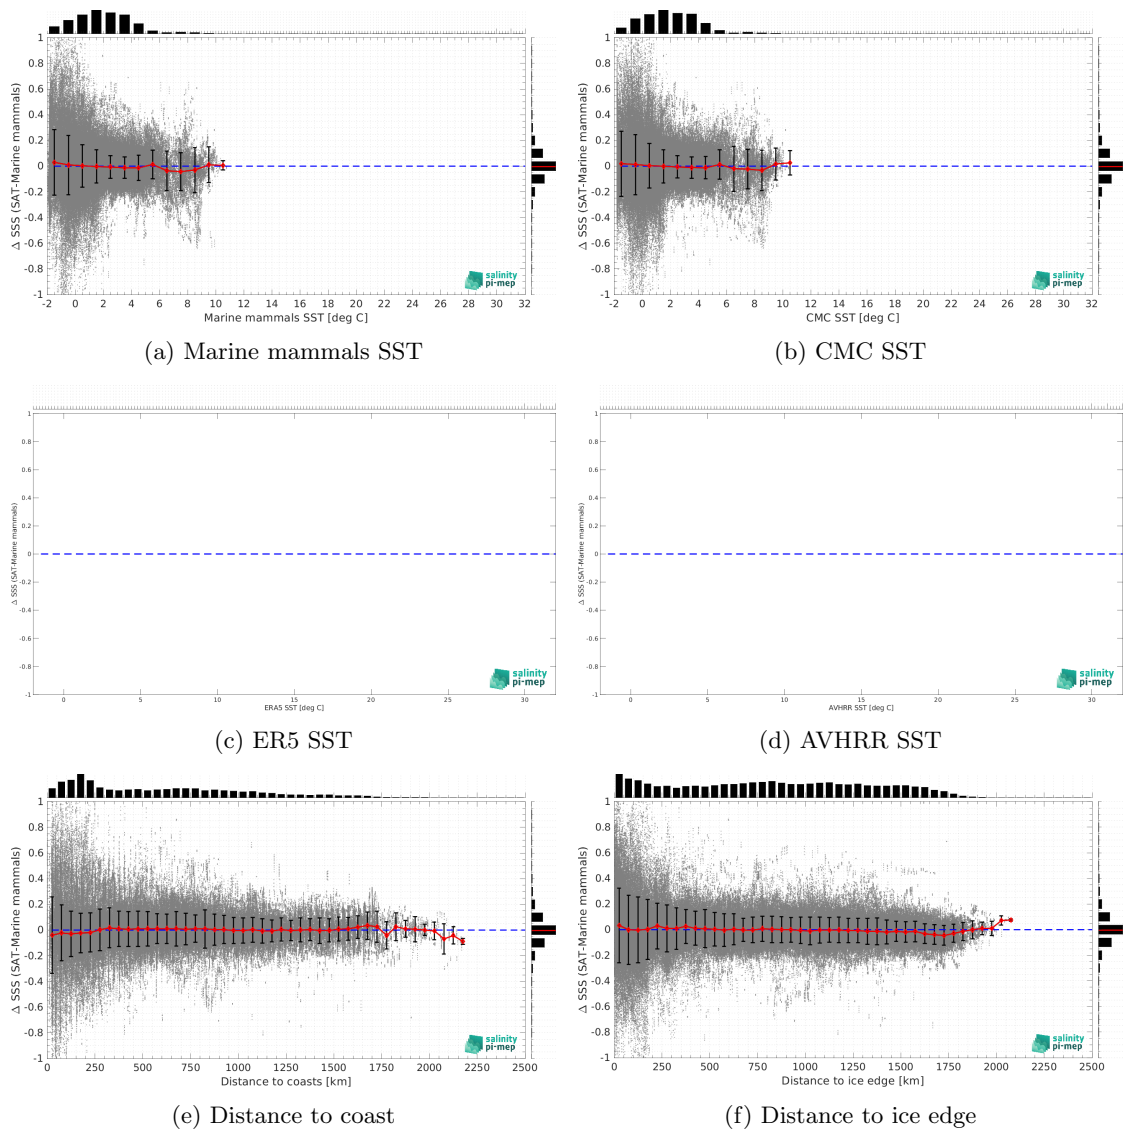 1
0.8
0.6
0.4
0.2
0
-0.2
-0.4
-0.6
-0.8
-1
Δ SSS (SAT-Marine mammals)
-2 0 2 4 6 8 10 12 14 16 18 20 22 24 26 28 30 32
Marine mammals SST [deg C]
salinity
pi-mep
(a) Marine mammals SST
1
0.8
0.6
0.4
0.2
0
-0.2
-0.4
-0.6
-0.8
-1
Δ SSS (SAT-Marine mammals)
-2 0 2 4 6 8 10 12 14 16 18 20 22 24 26 28 30 32
CMC SST [deg C]
salinity
pi-mep
(b) CMC SST
1
0.8
0.6
0.4
0.2
0
-0.2
-0.4
-0.6
-0.8
-1
Δ SSS (SAT-Marine mammals)
0 5 10 15 20 25 30
ERA5 SST [deg C]
salinity
pi-mep
(c) ER5 SST
1
0.8
0.6
0.4
0.2
0
-0.2
-0.4
-0.6
-0.8
-1
Δ SSS (SAT-Marine mammals)
0 5 10 15 20 25 30
AVHRR SST [deg C]
salinity
pi-mep
(d) AVHRR SST
1
0.8
0.6
0.4
0.2
0
-0.2
-0.4
-0.6
-0.8
-1
Δ SSS (SAT-Marine mammals)
0 250 500 750 1000 1250 1500 1750 2000 2250 2500
Distance to coasts [km]
salinity
pi-mep
(e) Distance to coast
1
0.8
0.6
0.4
0.2
0
-0.2
-0.4
-0.6
-0.8
-1
Δ SSS (SAT-Marine mammals)
0 250 500 750 1000 1250 1500 1750 2000 2250 2500
Distance to ice edge [km]
salinity
pi-mep
(f) Distance to ice edge